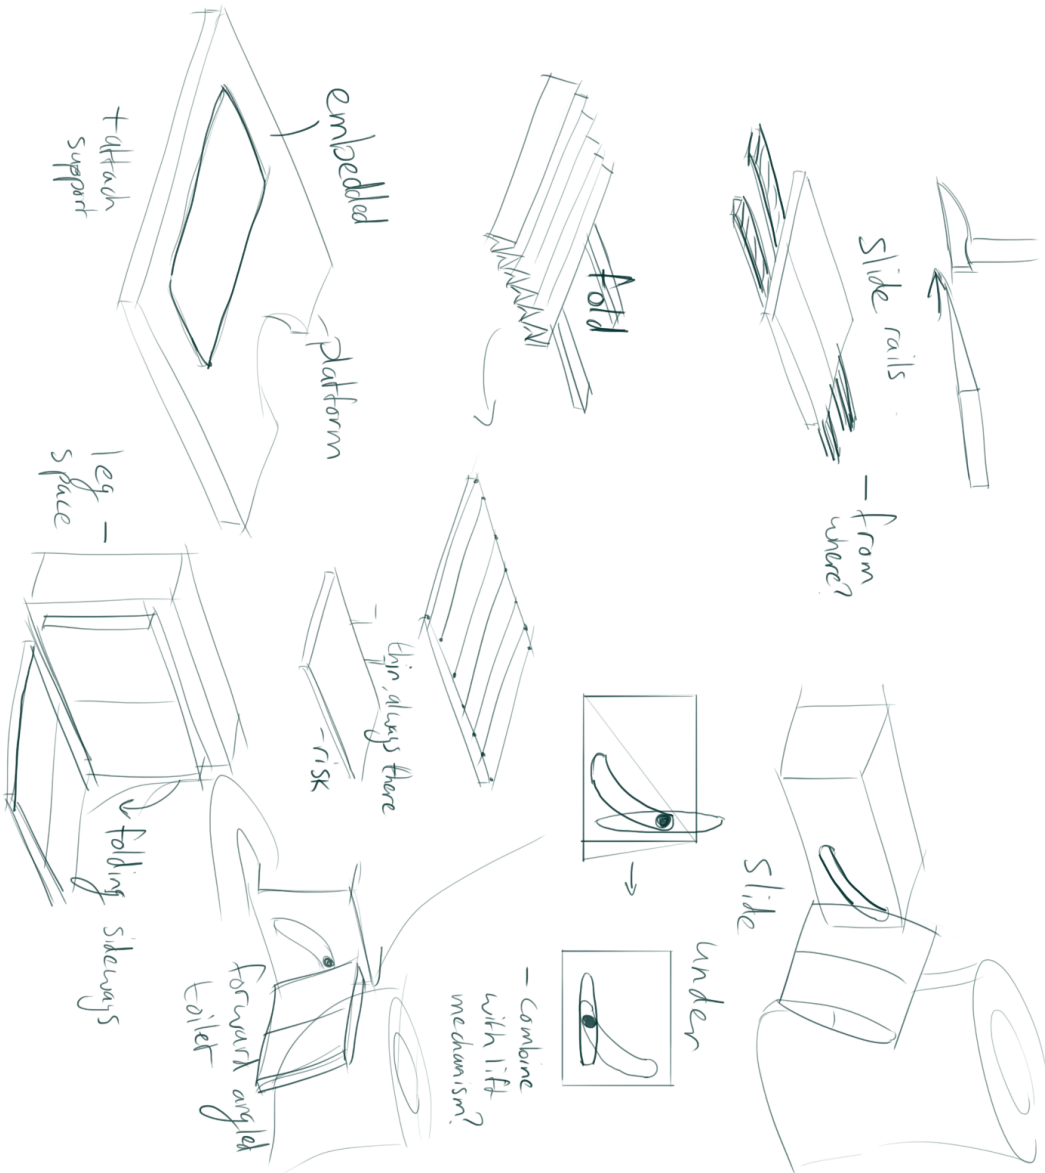 Slide rails
- from
where?
Slide
fold
under
- combine
with lift
mechanism?
embedded
- platform
- thin, always there
- risk
+ attach
support
leg -
space
folding sideways
forward angled
toilet